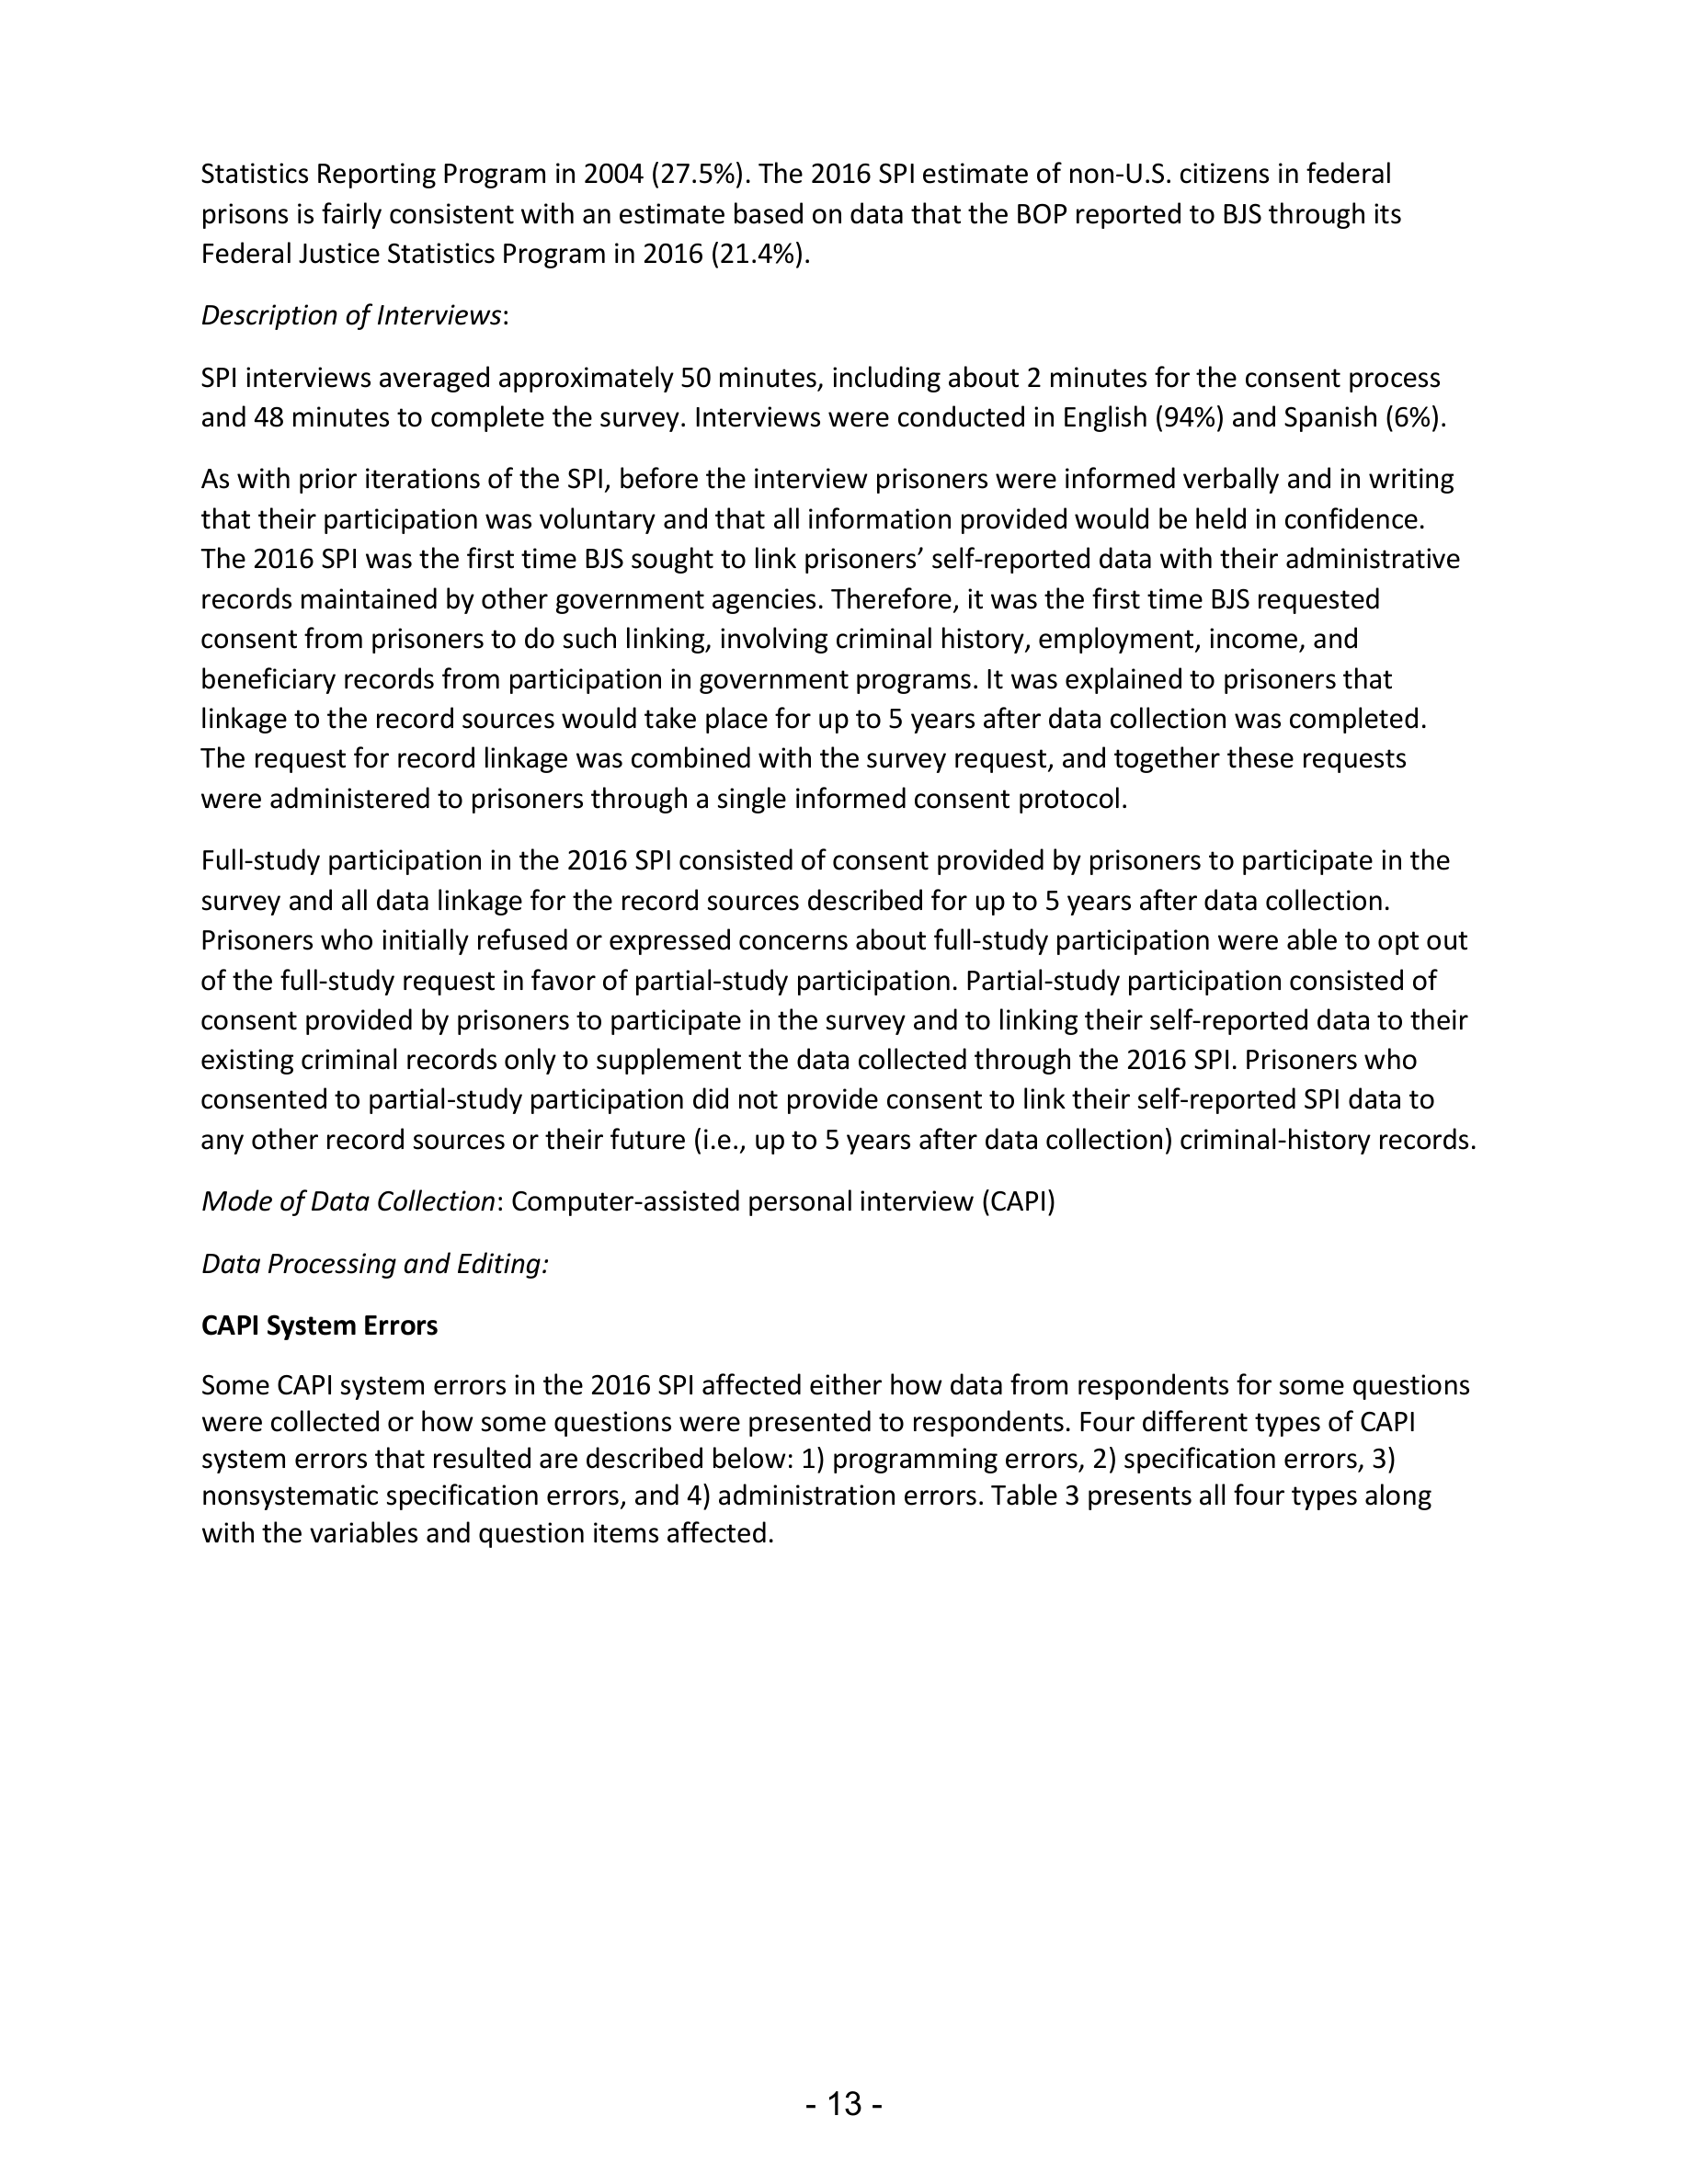 Statistics Reporting Program in 2004 (27.5%). The 2016 SPI estimate of non-U.S. citizens in federal
prisons is fairly consistent with an estimate based on data that the BOP reported to BJS through its
Federal Justice Statistics Program in 2016 (21.4%).
Description of Interviews:
SPI interviews averaged approximately 50 minutes, including about 2 minutes for the consent process
and 48 minutes to complete the survey. Interviews were conducted in English (94%) and Spanish (6%).
As with prior iterations of the SPI, before the interview prisoners were informed verbally and in writing
that their participation was voluntary and that all information provided would be held in confidence.
The 2016 SPI was the first time BJS sought to link prisoners’ self-reported data with their administrative
records maintained by other government agencies. Therefore, it was the first time BJS requested
consent from prisoners to do such linking, involving criminal history, employment, income, and
beneficiary records from participation in government programs. It was explained to prisoners that
linkage to the record sources would take place for up to 5 years after data collection was completed.
The request for record linkage was combined with the survey request, and together these requests
were administered to prisoners through a single informed consent protocol.
Full-study participation in the 2016 SPI consisted of consent provided by prisoners to participate in the
survey and all data linkage for the record sources described for up to 5 years after data collection.
Prisoners who initially refused or expressed concerns about full-study participation were able to opt out
of the full-study request in favor of partial-study participation. Partial-study participation consisted of
consent provided by prisoners to participate in the survey and to linking their self-reported data to their
existing criminal records only to supplement the data collected through the 2016 SPI. Prisoners who
consented to partial-study participation did not provide consent to link their self-reported SPI data to
any other record sources or their future (i.e., up to 5 years after data collection) criminal-history records.
Mode of Data Collection: Computer-assisted personal interview (CAPI)
Data Processing and Editing:
CAPI System Errors
Some CAPI system errors in the 2016 SPI affected either how data from respondents for some questions
were collected or how some questions were presented to respondents. Four different types of CAPI
system errors that resulted are described below: 1) programming errors, 2) specification errors, 3)
nonsystematic specification errors, and 4) administration errors. Table 3 presents all four types along
with the variables and question items affected.
- 13 -